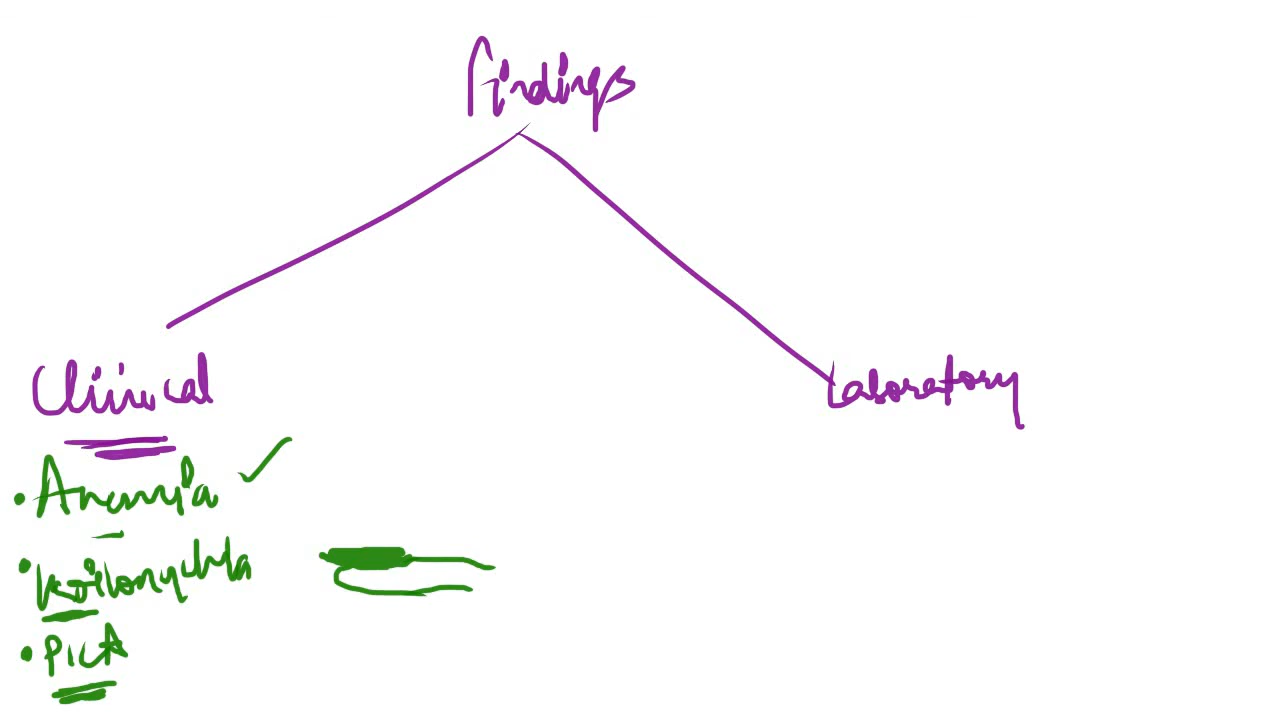 findings
Clinical
Laboratory
• Anemia ✓
• koilonychia
• PICA